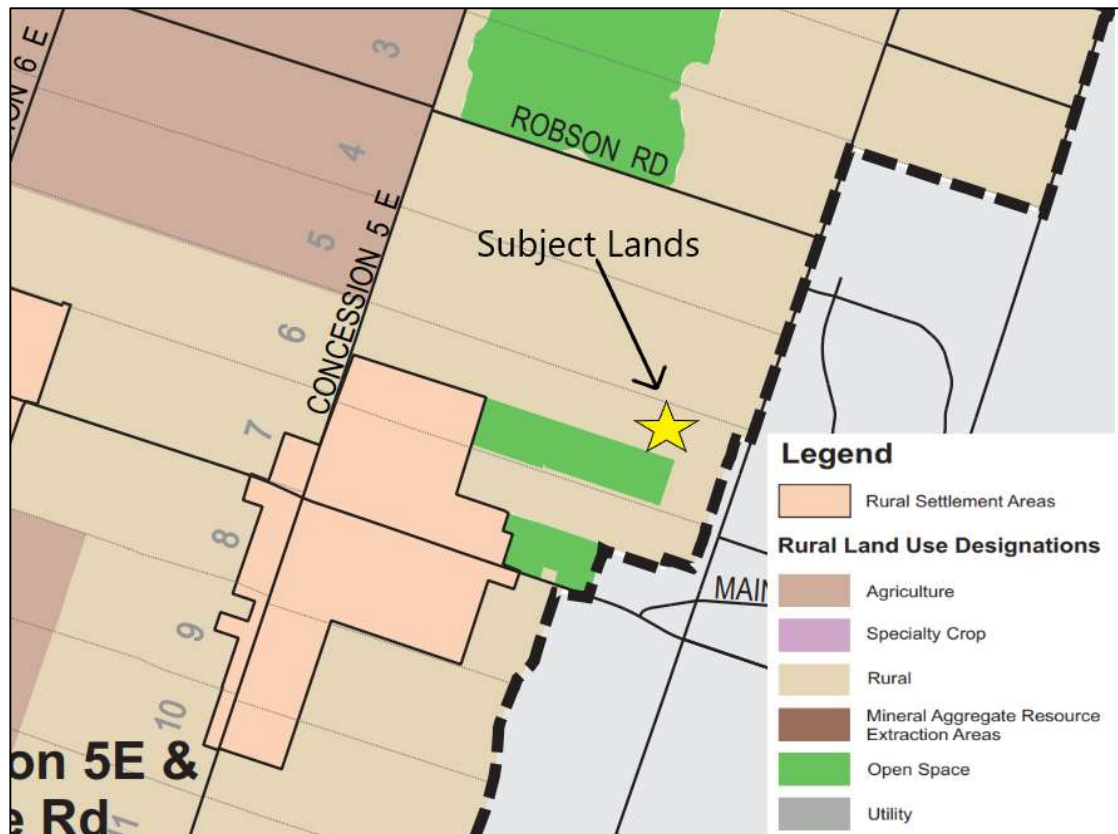 3
ON 6 E
4
ROBSON RD
CONCESSION 5 E
5
Subject Lands
6
7
8
MAIN
9
10
on 5E &
e Rd
11
Legend
Rural Settlement Areas
Rural Land Use Designations
Agriculture
Specialty Crop
Rural
Mineral Aggregate Resource
Extraction Areas
Open Space
Utility